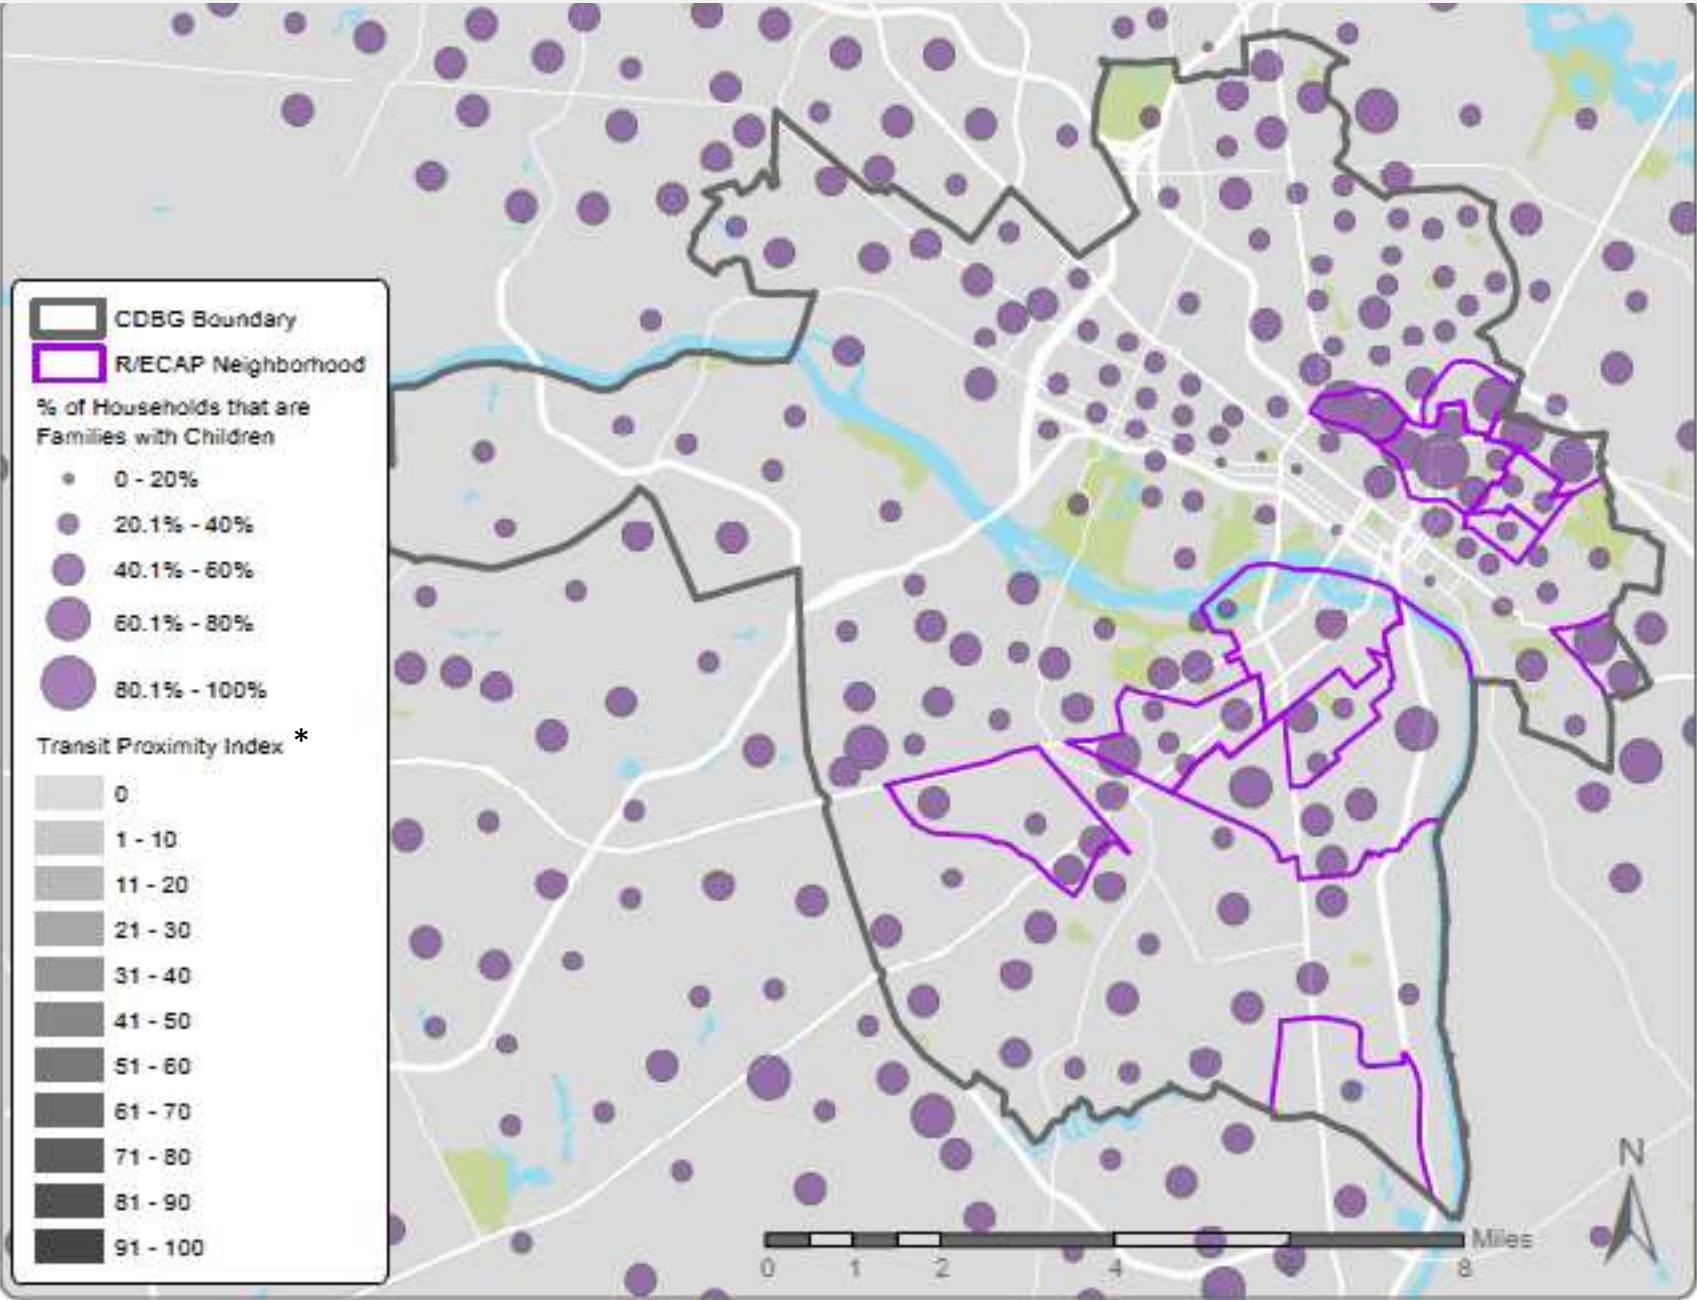 CDBG Boundary
R/ECAP Neighborhood
% of Households that are
Families with Children
0 - 20%
20.1% - 40%
40.1% - 60%
60.1% - 80%
80.1% - 100%
Transit Proximity Index *
0
1 - 10
11 - 20
21 - 30
31 - 40
41 - 50
51 - 60
61 - 70
71 - 80
81 - 90
91 - 100
N
Miles
0 1 2 4 8